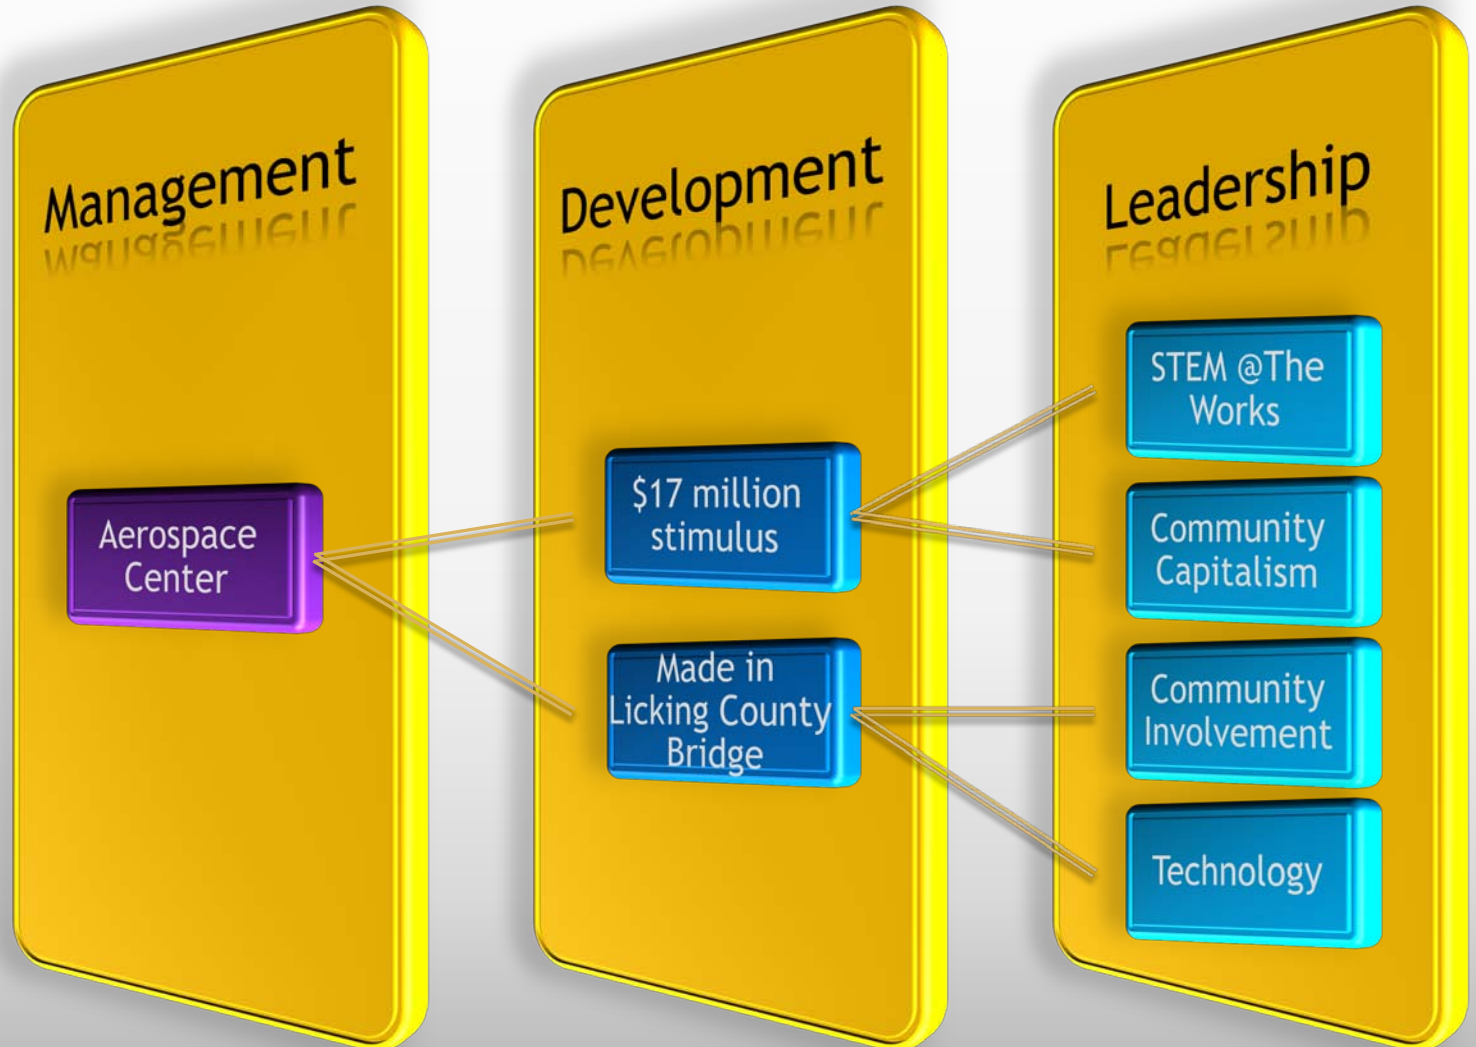 Management
Aerospace
Center
Development
$17 million
stimulus
Made in
Licking County
Bridge
Leadership
STEM @The
Works
Community
Capitalism
Community
Involvement
Technology